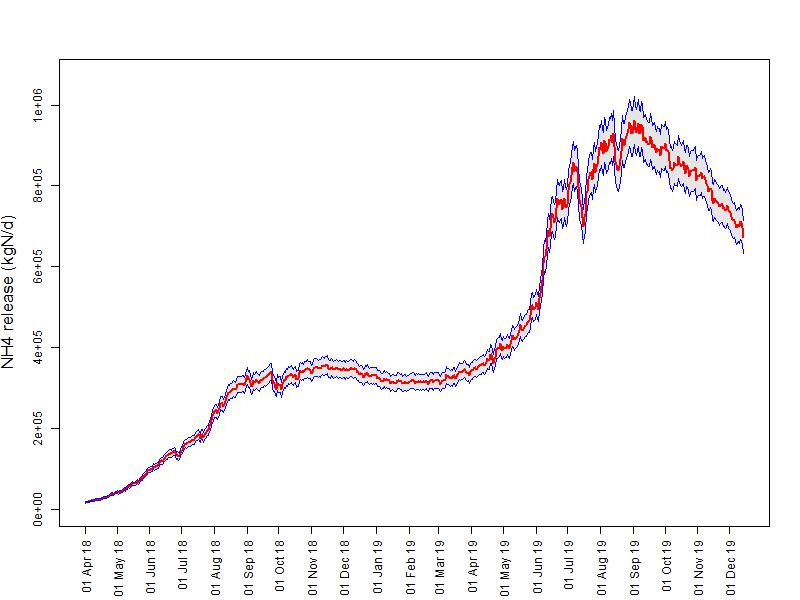 NH4 release (kgN/d)
1e+06
8e+05
6e+05
4e+05
2e+05
0e+00
01 Apr 18
01 May 18
01 Jun 18
01 Jul 18
01 Aug 18
01 Sep 18
01 Oct 18
01 Nov 18
01 Dec 18
01 Jan 19
01 Feb 19
01 Mar 19
01 Apr 19
01 May 19
01 Jun 19
01 Jul 19
01 Aug 19
01 Sep 19
01 Oct 19
01 Nov 19
01 Dec 19